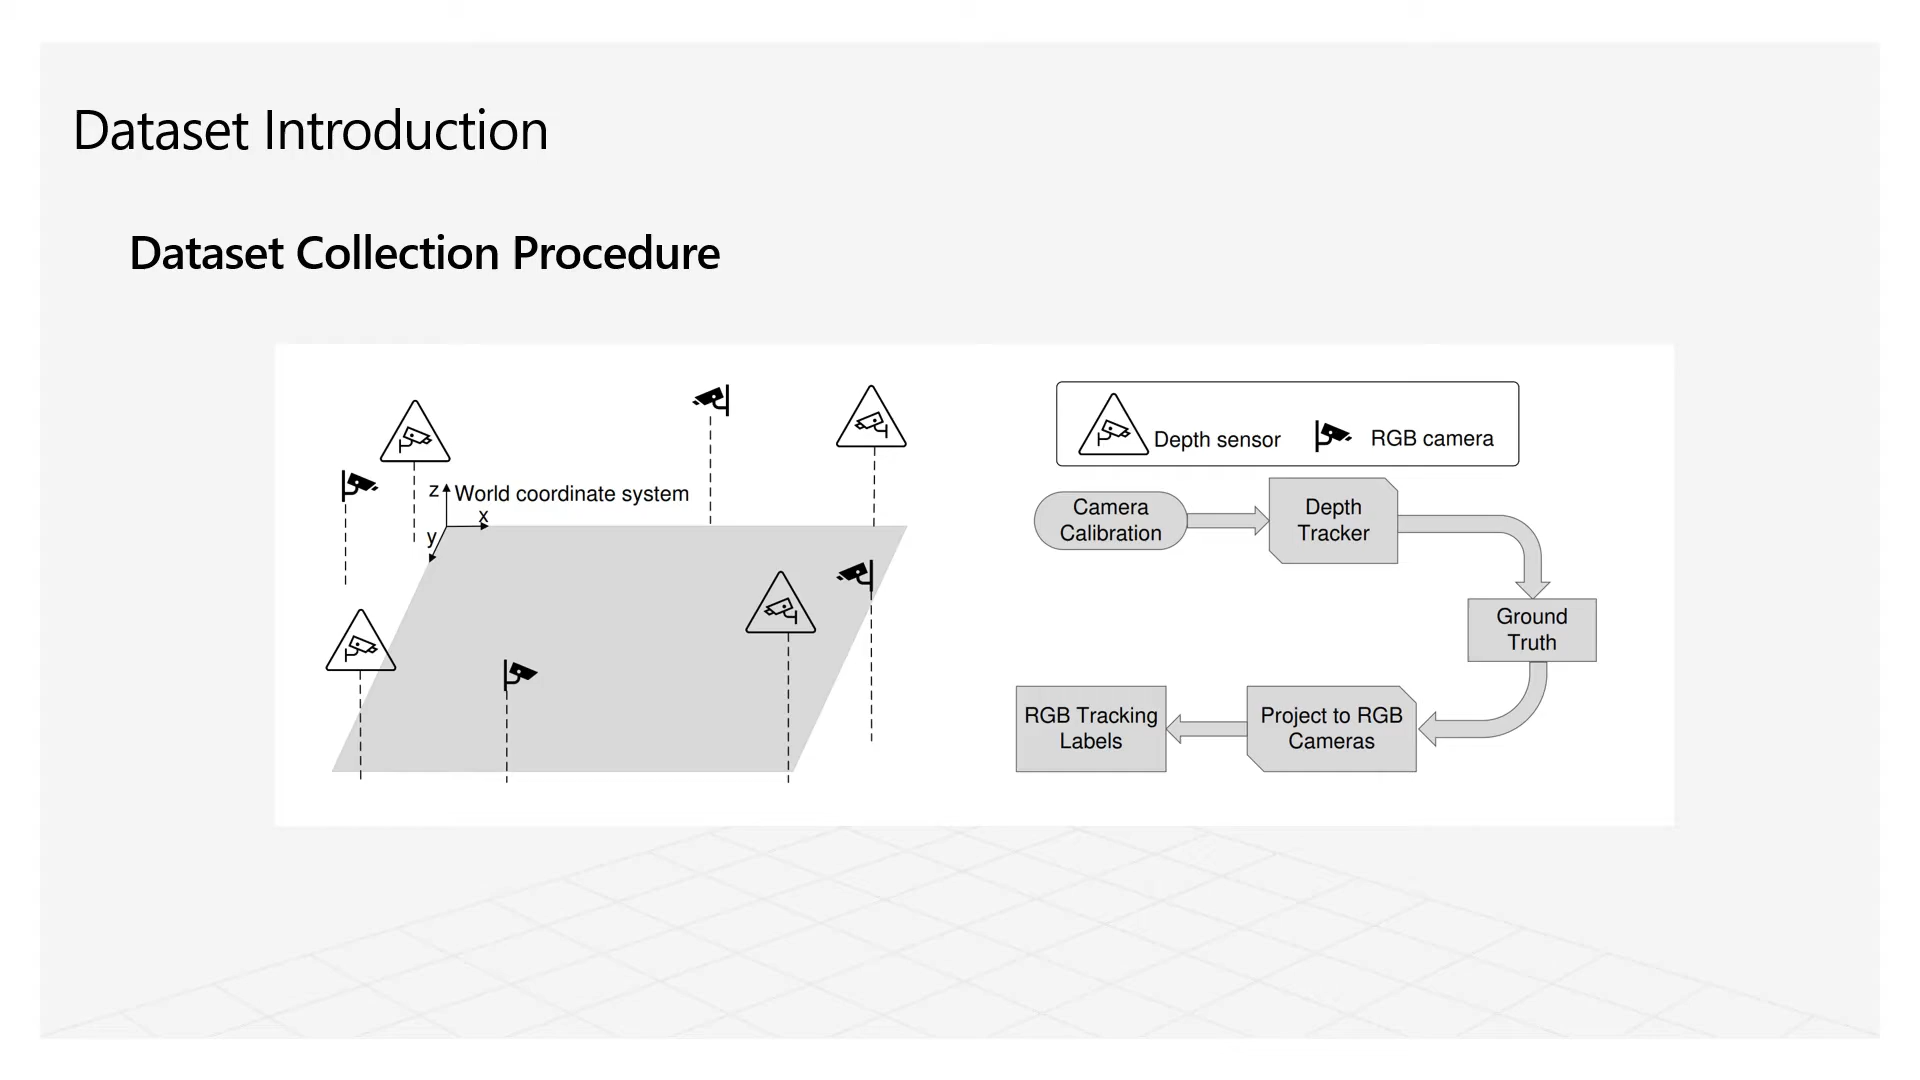 Dataset Introduction
Dataset Collection Procedure
z
World coordinate system
x
y
Depth sensor
RGB camera
Camera
Calibration
Depth
Tracker
Ground
Truth
Project to RGB
Cameras
RGB Tracking
Labels